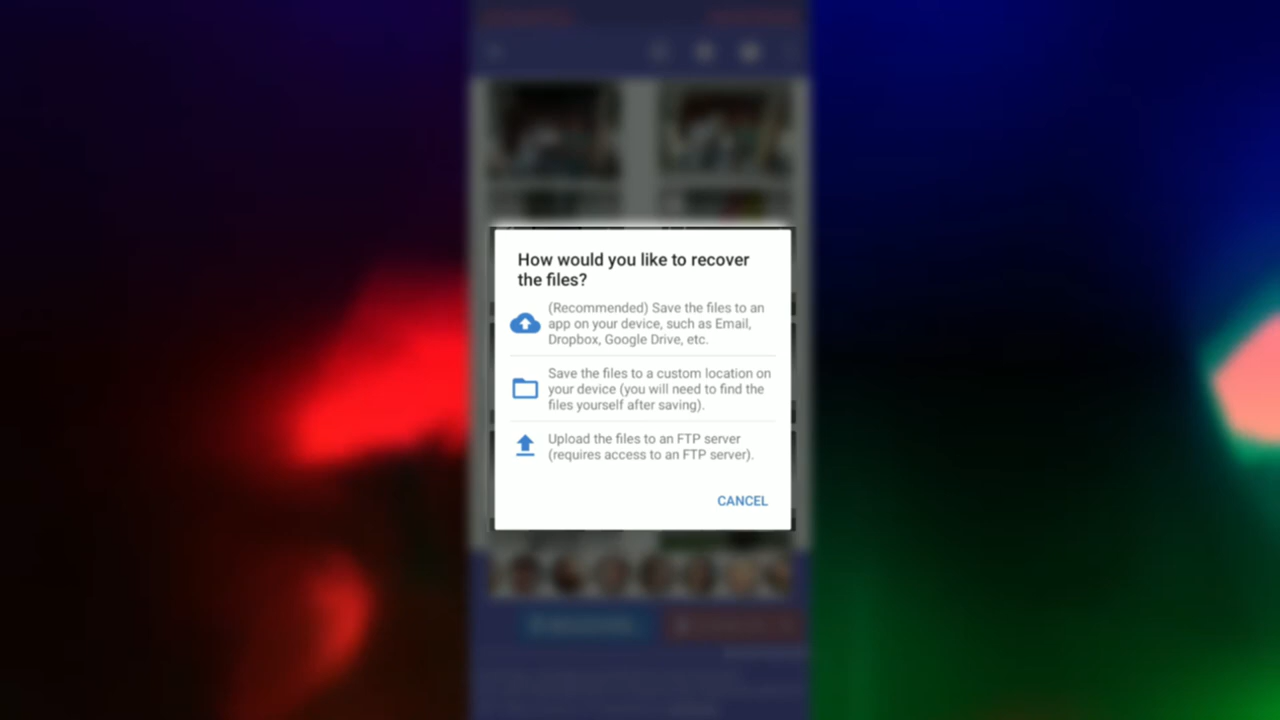 How would you like to recover
the files?
(Recommended) Save the files to an
app on your device, such as Email,
Dropbox, Google Drive, etc.
Save the files to a custom location on
your device (you will need to find the
files yourself after saving).
Upload the files to an FTP server
(requires access to an FTP server).
CANCEL